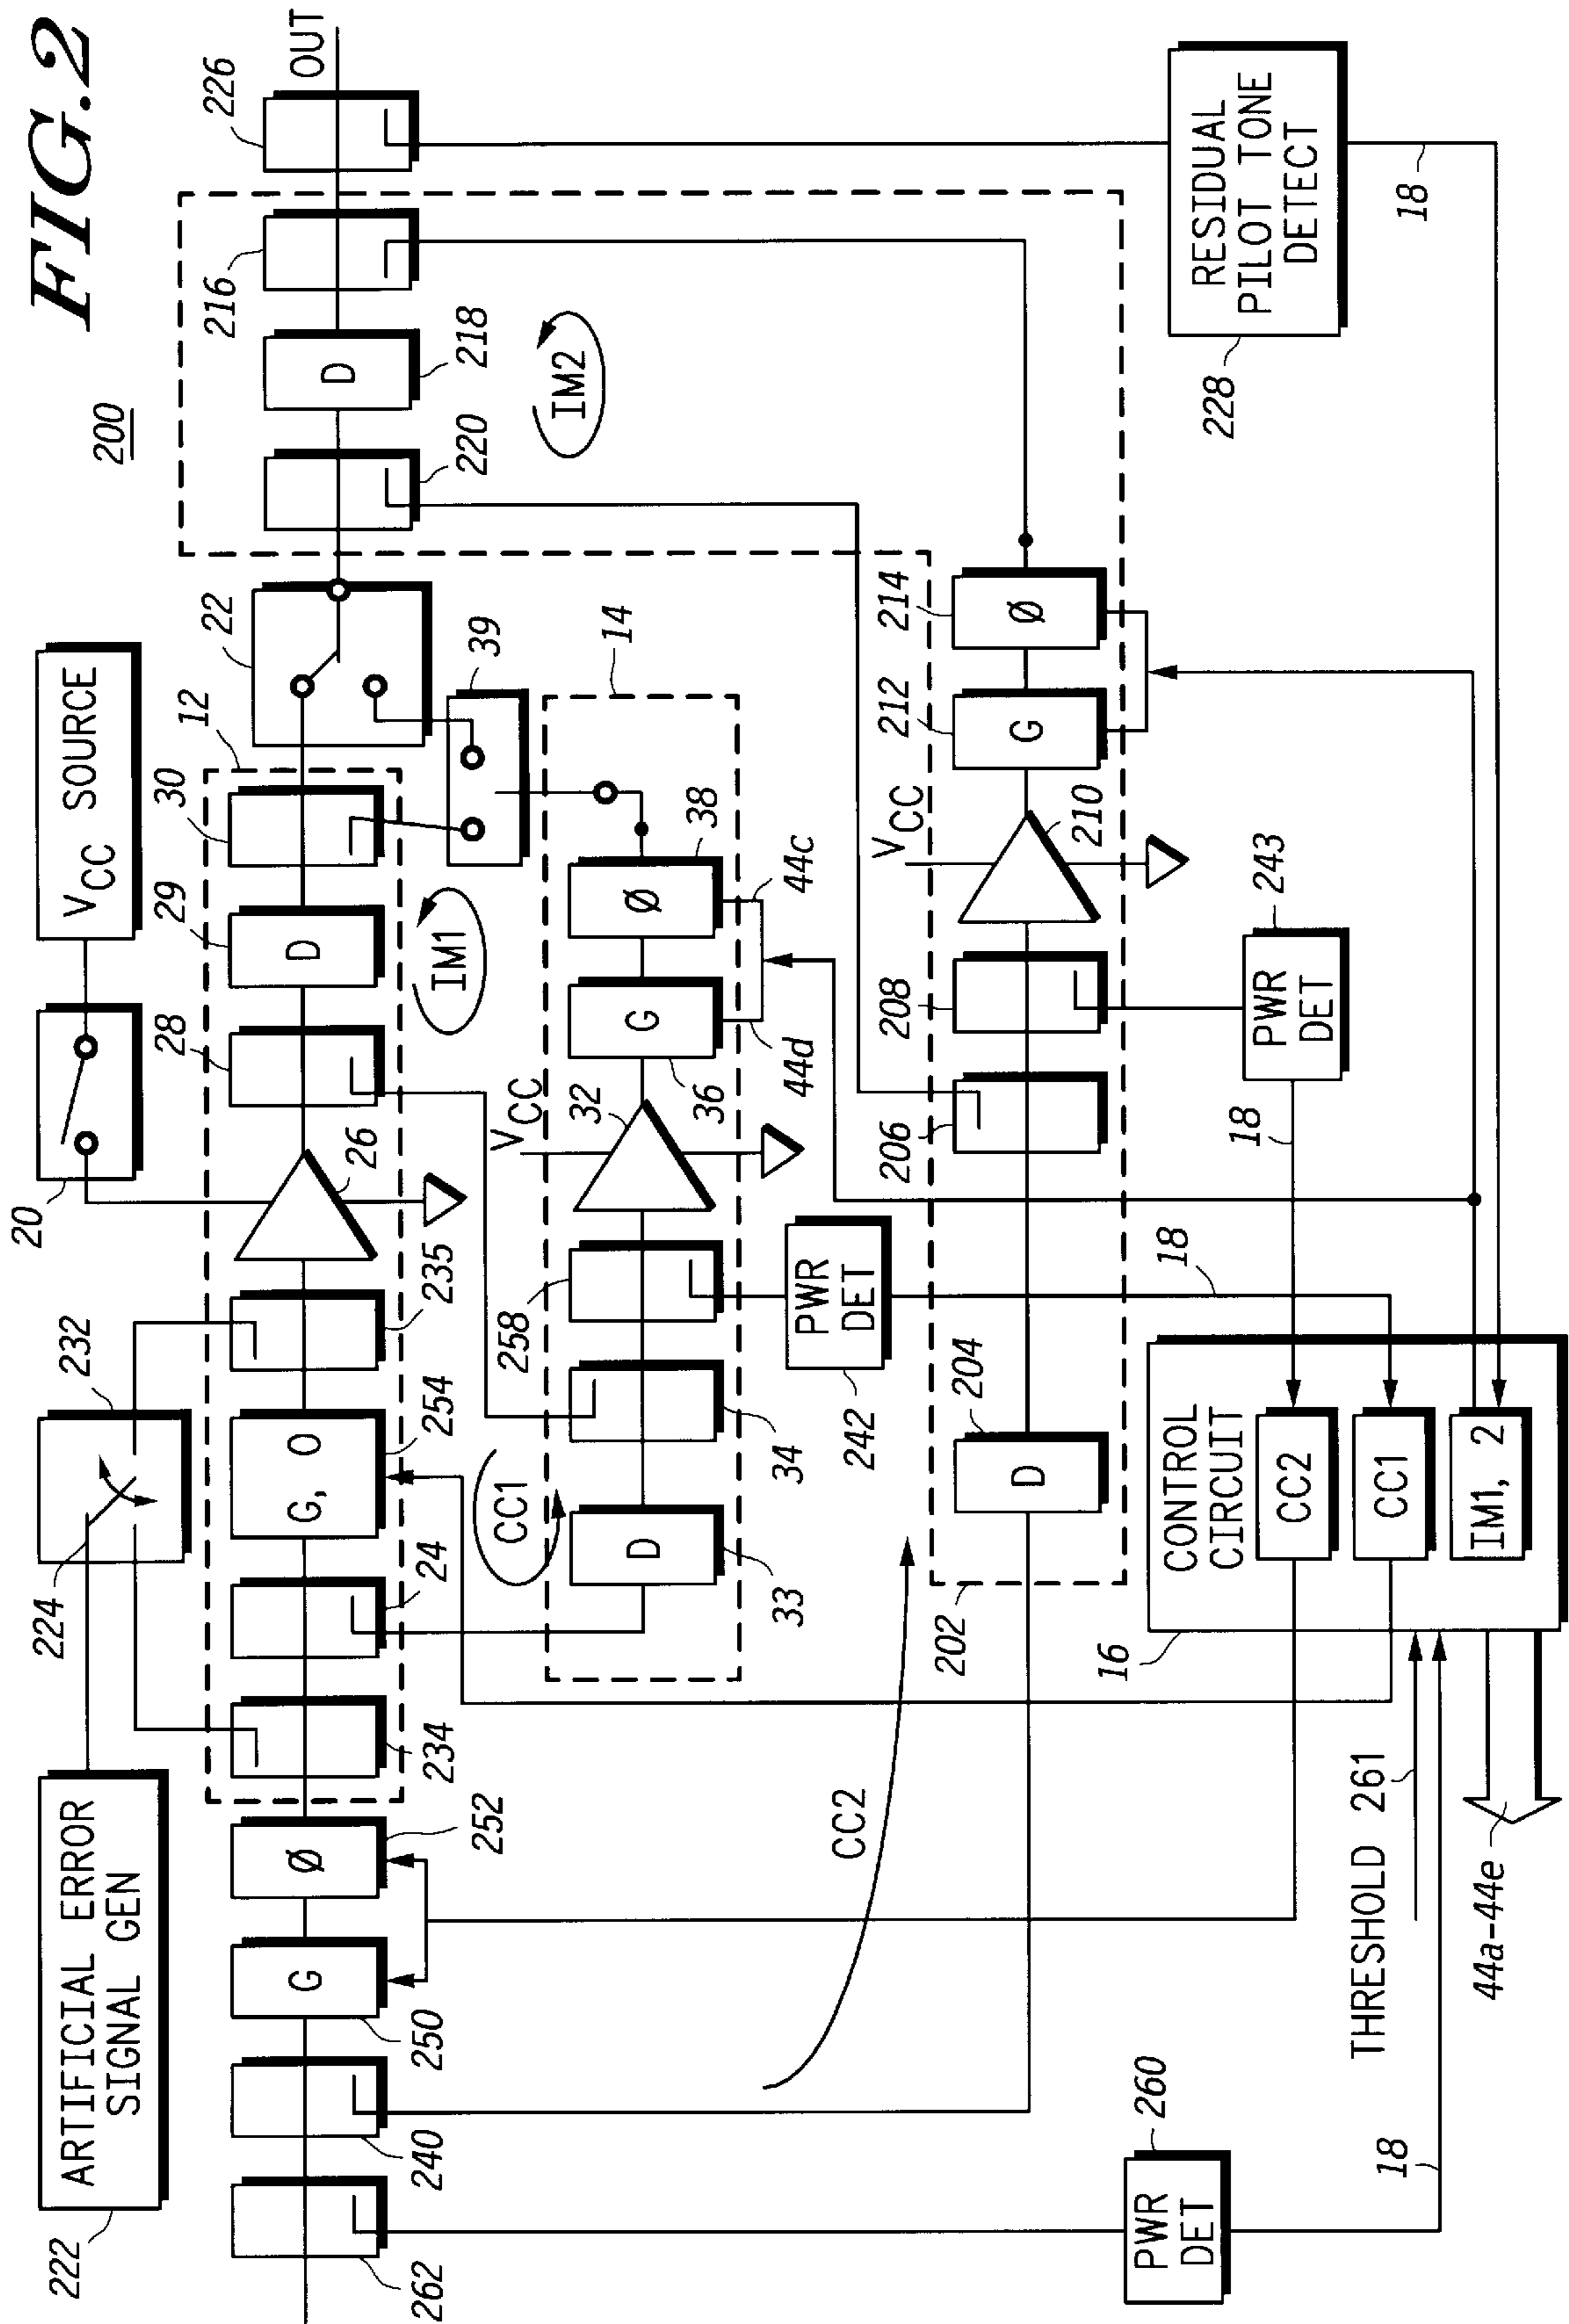 FIG.2
200
222
ARTIFICIAL ERROR
SIGNAL GEN
224
232
20
VCC SOURCE
12
22
226
OUT
262
240
250
G
252
Ø
234
24
254
G, O
235
26
28
29
D
30
39
220
218
D
216
IM1
IM2
14
CC1
33
D
34
258
VCC
32
36
G
38
Ø
44d
44c
242
PWR
DET
18
CC2
202
204
D
206
208
VCC
210
212
G
214
Ø
243
PWR
DET
18
228
RESIDUAL
PILOT TONE
DETECT
18
260
PWR
DET
18
THRESHOLD 261
44a-44e
16
CONTROL
CIRCUIT
CC2
CC1
IM1, 2